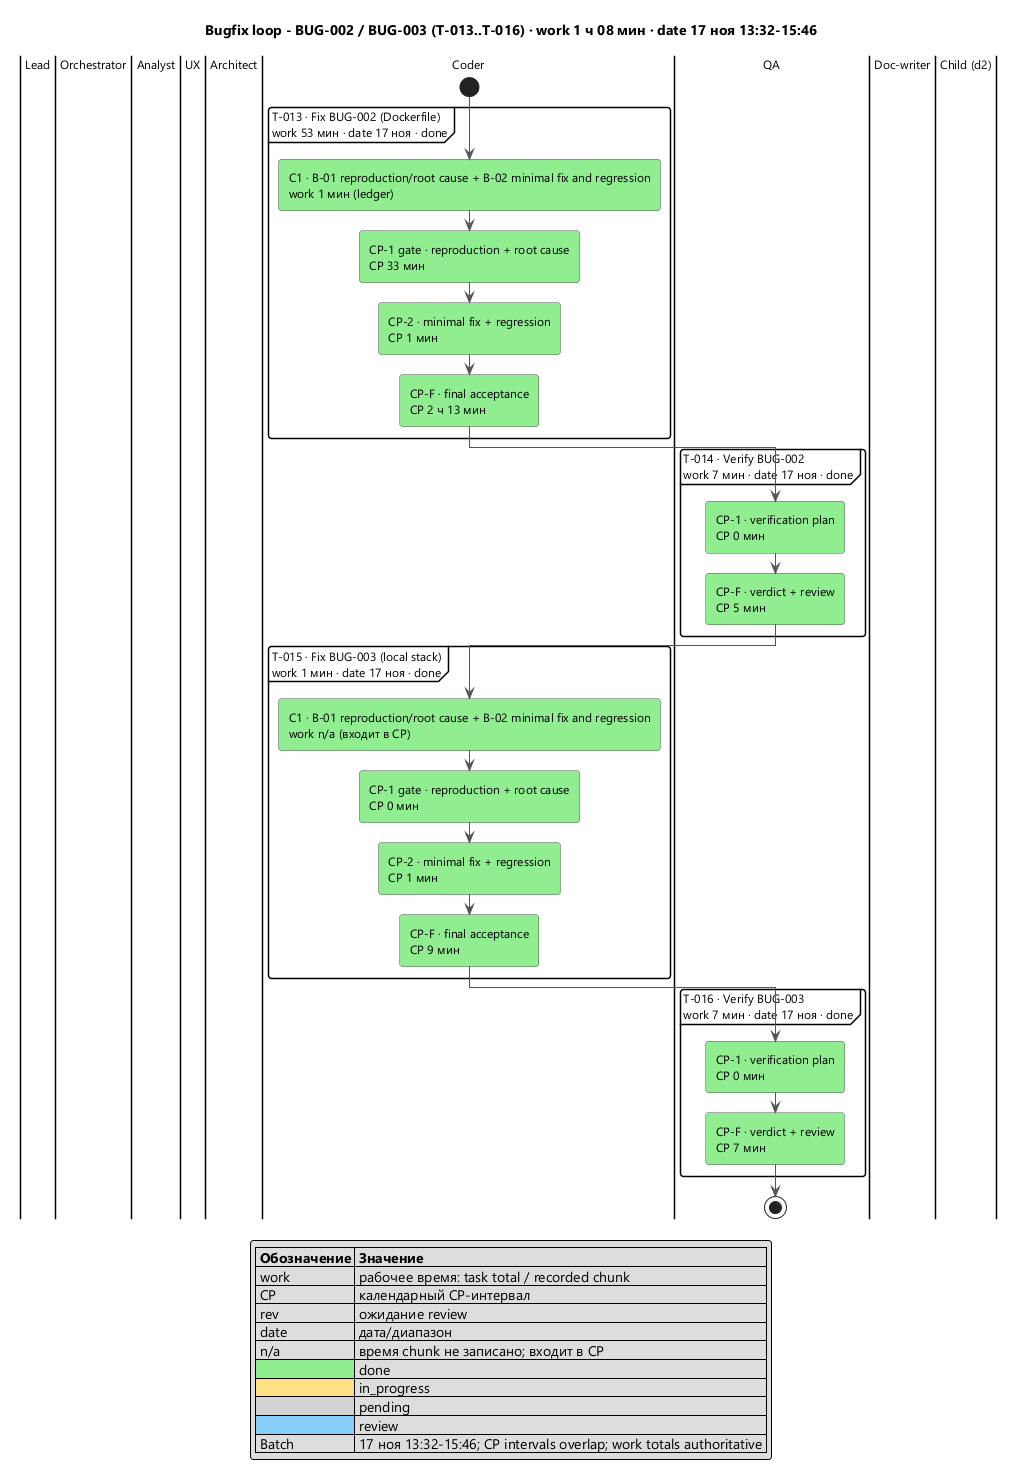 Bugfix loop - BUG-002 / BUG-003 (T-013..T-016) · work 1 ч 08 мин · date 17 ноя 13:32-15:46
Lead
Orchestrator
Analyst
UX
Architect
Coder
QA
Doc-writer
Child (d2)
T-013 · Fix BUG-002 (Dockerfile)
work 53 мин · date 17 ноя · done
C1 · B-01 reproduction/root cause + B-02 minimal fix and regression
work 1 мин (ledger)
CP-1 gate · reproduction + root cause
CP 33 мин
CP-2 · minimal fix + regression
CP 1 мин
CP-F · final acceptance
CP 2 ч 13 мин
T-014 · Verify BUG-002
work 7 мин · date 17 ноя · done
CP-1 · verification plan
CP 0 мин
CP-F · verdict + review
CP 5 мин
T-015 · Fix BUG-003 (local stack)
work 1 мин · date 17 ноя · done
C1 · B-01 reproduction/root cause + B-02 minimal fix and regression
work n/a (входит в CP)
CP-1 gate · reproduction + root cause
CP 0 мин
CP-2 · minimal fix + regression
CP 1 мин
CP-F · final acceptance
CP 9 мин
T-016 · Verify BUG-003
work 7 мин · date 17 ноя · done
CP-1 · verification plan
CP 0 мин
CP-F · verdict + review
CP 7 мин
Обозначение Значение
work рабочее время: task total / recorded chunk
CP календарный CP-интервал
rev ожидание review
date дата/диапазон
n/a время chunk не записано; входит в CP
done
in_progress
pending
review
Batch 17 ноя 13:32-15:46; CP intervals overlap; work totals authoritative